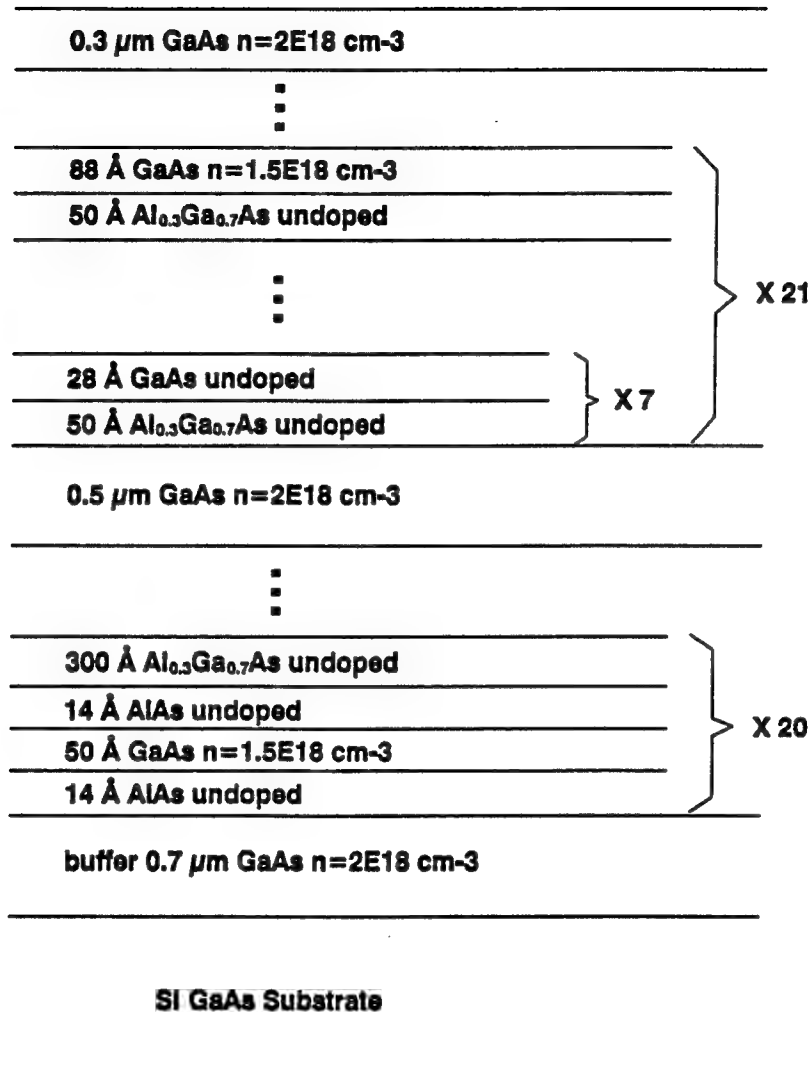 0.3 μm GaAs n=2E18 cm-3
88 Å GaAs n=1.5E18 cm-3
50 Å Al₀.₃Ga₀.₇As undoped
X 21
28 Å GaAs undoped
X 7
50 Å Al₀.₃Ga₀.₇As undoped
0.5 μm GaAs n=2E18 cm-3
300 Å Al₀.₃Ga₀.₇As undoped
14 Å AlAs undoped
X 20
50 Å GaAs n=1.5E18 cm-3
14 Å AlAs undoped
buffer 0.7 μm GaAs n=2E18 cm-3
SI GaAs Substrate